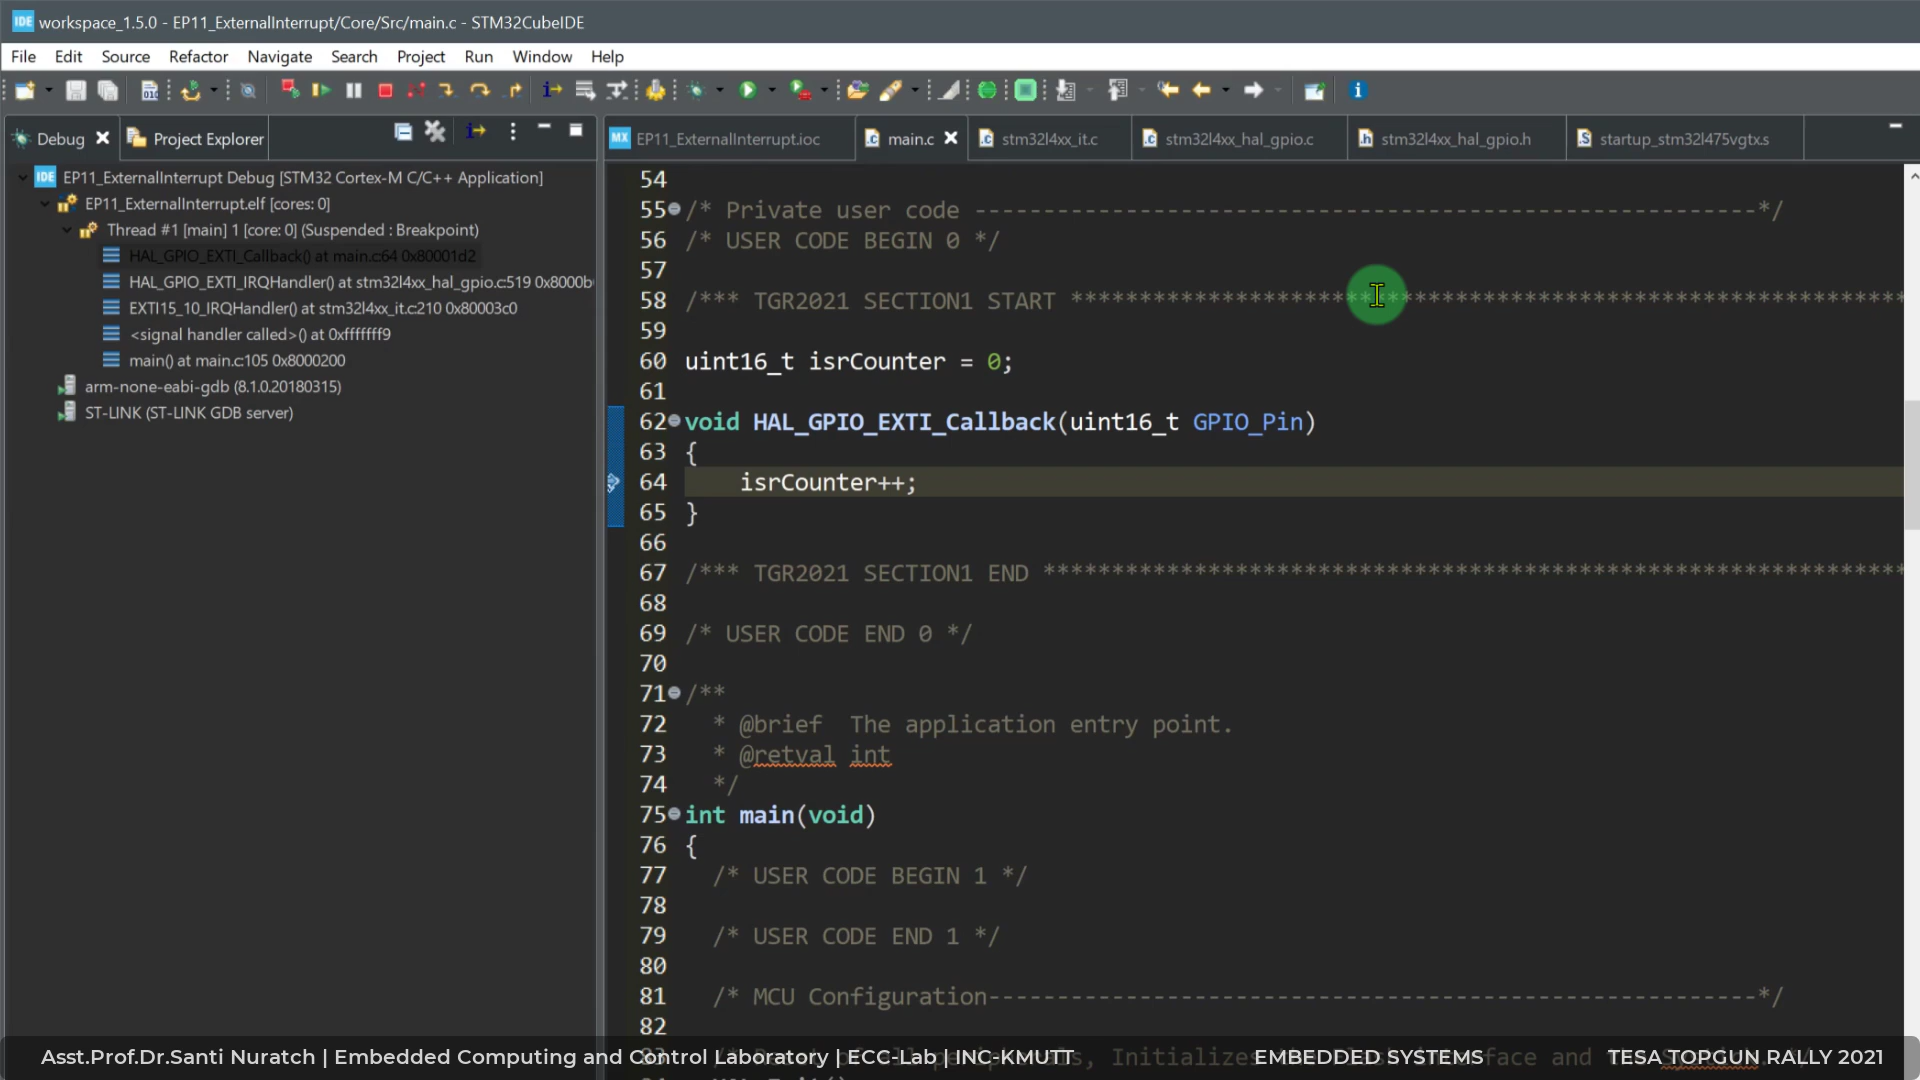 IDE workspace_1.5.0 - EP11_ExternalInterrupt/Core/Src/main.c - STM32CubeIDE
File Edit Source Refactor Navigate Search Project Run Window Help
Debug Project Explorer
MX EP11_ExternalInterrupt.ioc main.c stm32l4xx_it.c stm32l4xx_hal_gpio.c stm32l4xx_hal_gpio.h startup_stm32l475vgtx.s
IDE EP11_ExternalInterrupt Debug [STM32 Cortex-M C/C++ Application]
EP11_ExternalInterrupt.elf [cores: 0]
Thread #1 [main] 1 [core: 0] (Suspended : Breakpoint)
HAL_GPIO_EXTI_Callback() at main.c:64 0x80001d2
HAL_GPIO_EXTI_IRQHandler() at stm32l4xx_hal_gpio.c:519 0x8000b
EXTI15_10_IRQHandler() at stm32l4xx_it.c:210 0x80003c0
<signal handler called>() at 0xfffffff9
main() at main.c:105 0x8000200
arm-none-eabi-gdb (8.1.0.20180315)
ST-LINK (ST-LINK GDB server)
54
55 /* Private user code ---------------------------------------------------------*/
56 /* USER CODE BEGIN 0 */
57
58 /*** TGR2021 SECTION1 START *************************************************************
59
60 uint16_t isrCounter = 0;
61
62 void HAL_GPIO_EXTI_Callback(uint16_t GPIO_Pin)
63 {
64 isrCounter++;
65 }
66
67 /*** TGR2021 SECTION1 END ***************************************************************
68
69 /* USER CODE END 0 */
70
71 /**
72 * @brief The application entry point.
73 * @retval int
74 */
75 int main(void)
76 {
77 /* USER CODE BEGIN 1 */
78
79 /* USER CODE END 1 */
80
81 /* MCU Configuration--------------------------------------------------------*/
82
Asst.Prof.Dr.Santi Nuratch | Embedded Computing and Control Laboratory | ECC-Lab | INC-KMUTT EMBEDDED SYSTEMS TESA TOPGUN RALLY 2021